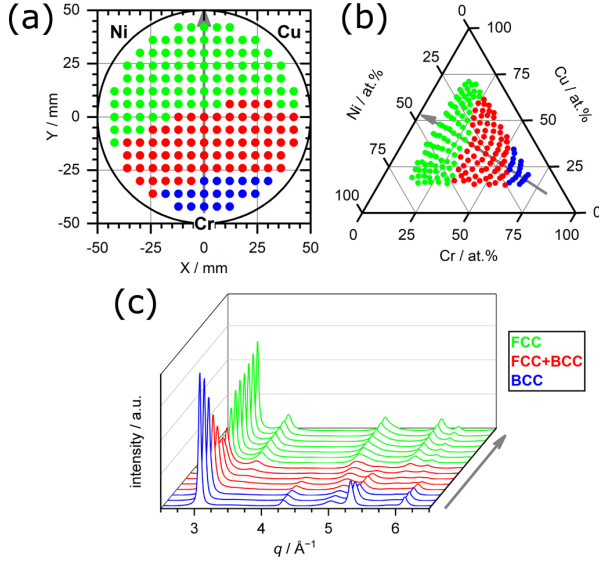 (a)
Ni
Cu
Cr
50
25
0
-25
-50
Y / mm
-50
-25
0
25
50
X / mm
(b)
0
25
50
75
100
Ni / at.%
0
25
50
75
100
Cr / at.%
100
75
50
25
0
Cu / at.%
(c)
intensity / a.u.
3
4
5
6
q / Å⁻¹
FCC
FCC+BCC
BCC